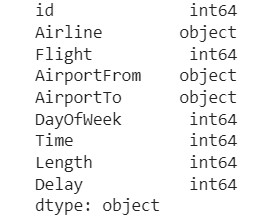 id int64
Airline object
Flight int64
AirportFrom object
AirportTo object
DayOfWeek int64
Time int64
Length int64
Delay int64
dtype: object